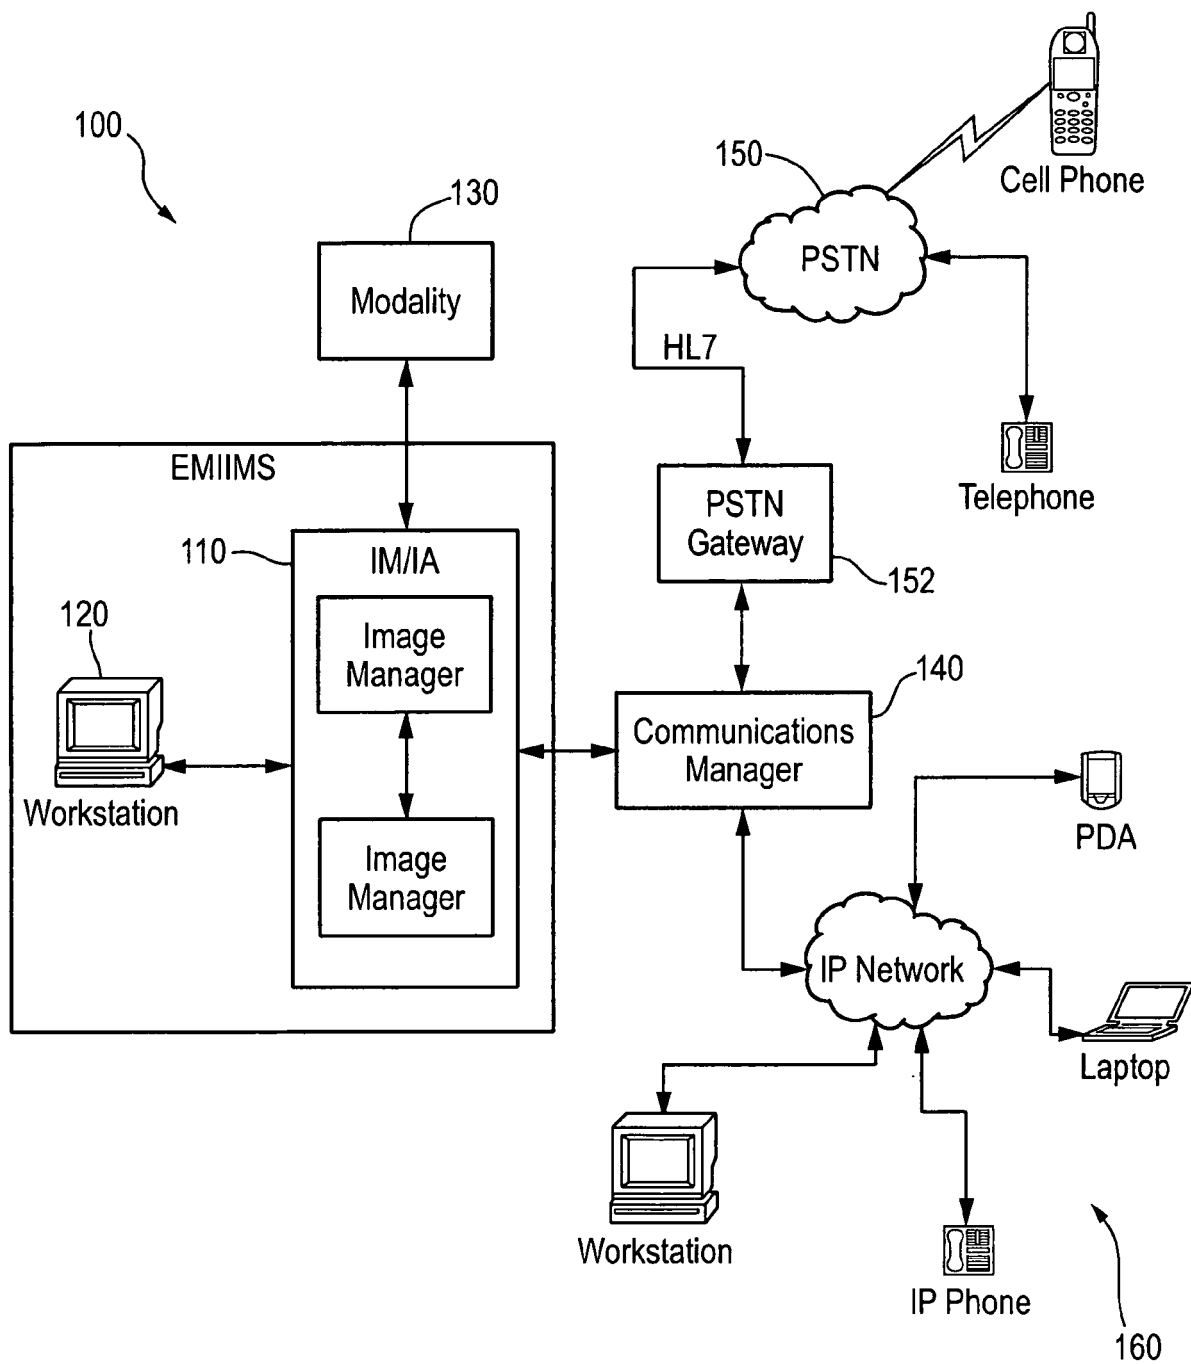 100
130
Modality
150
PSTN
Cell Phone
HL7
Telephone
PSTN
Gateway
152
EMIIMS
110
IM/IA
Image
Manager
Image
Manager
120
Workstation
140
Communications
Manager
PDA
IP Network
Laptop
Workstation
IP Phone
160